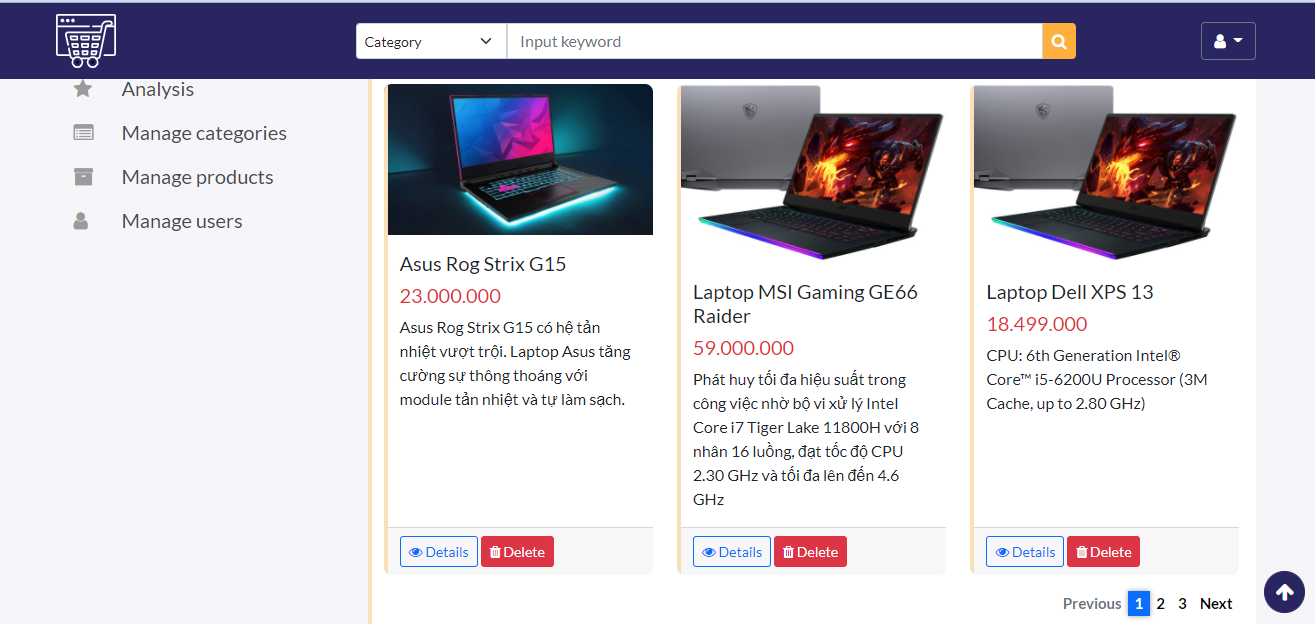 Category
Input keyword
Analysis
Manage categories
Manage products
Manage users
Asus Rog Strix G15
23.000.000
Asus Rog Strix G15 có hệ tản
nhiệt vượt trội. Laptop Asus tăng
cường sự thông thoáng với
module tản nhiệt và tự làm sạch.
Details
Delete
Laptop MSI Gaming GE66
Raider
59.000.000
Phát huy tối đa hiệu suất trong
công việc nhờ bộ vi xử lý Intel
Core i7 Tiger Lake 11800H với 8
nhân 16 luồng, đạt tốc độ CPU
2.30 GHz và tối đa lên đến 4.6
GHz
Details
Delete
Laptop Dell XPS 13
18.499.000
CPU: 6th Generation Intel®
Core™ i5-6200U Processor (3M
Cache, up to 2.80 GHz)
Details
Delete
Previous 1 2 3 Next